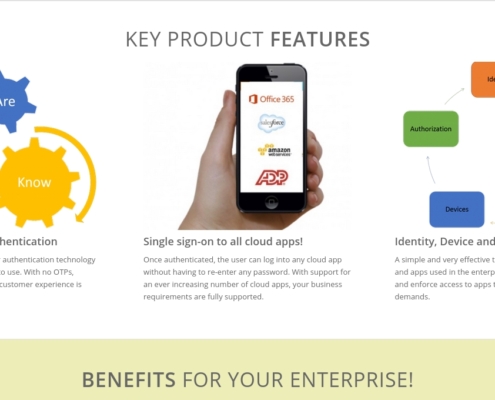 KEY PRODUCT FEATURES
Are
Know
Office 365
salesforce
amazon
web services
ADP
Authorization
Devices
authentication technology
to use. With no OTPs,
customer experience is
Single sign-on to all cloud apps!
Once authenticated, the user can log into any cloud app
without having to re-enter any password. With support for
an ever increasing number of cloud apps, your business
requirements are fully supported.
Identity, Device and
A simple and very effective
and apps used in the
and enforce access to apps
demands.
BENEFITS FOR YOUR ENTERPRISE!